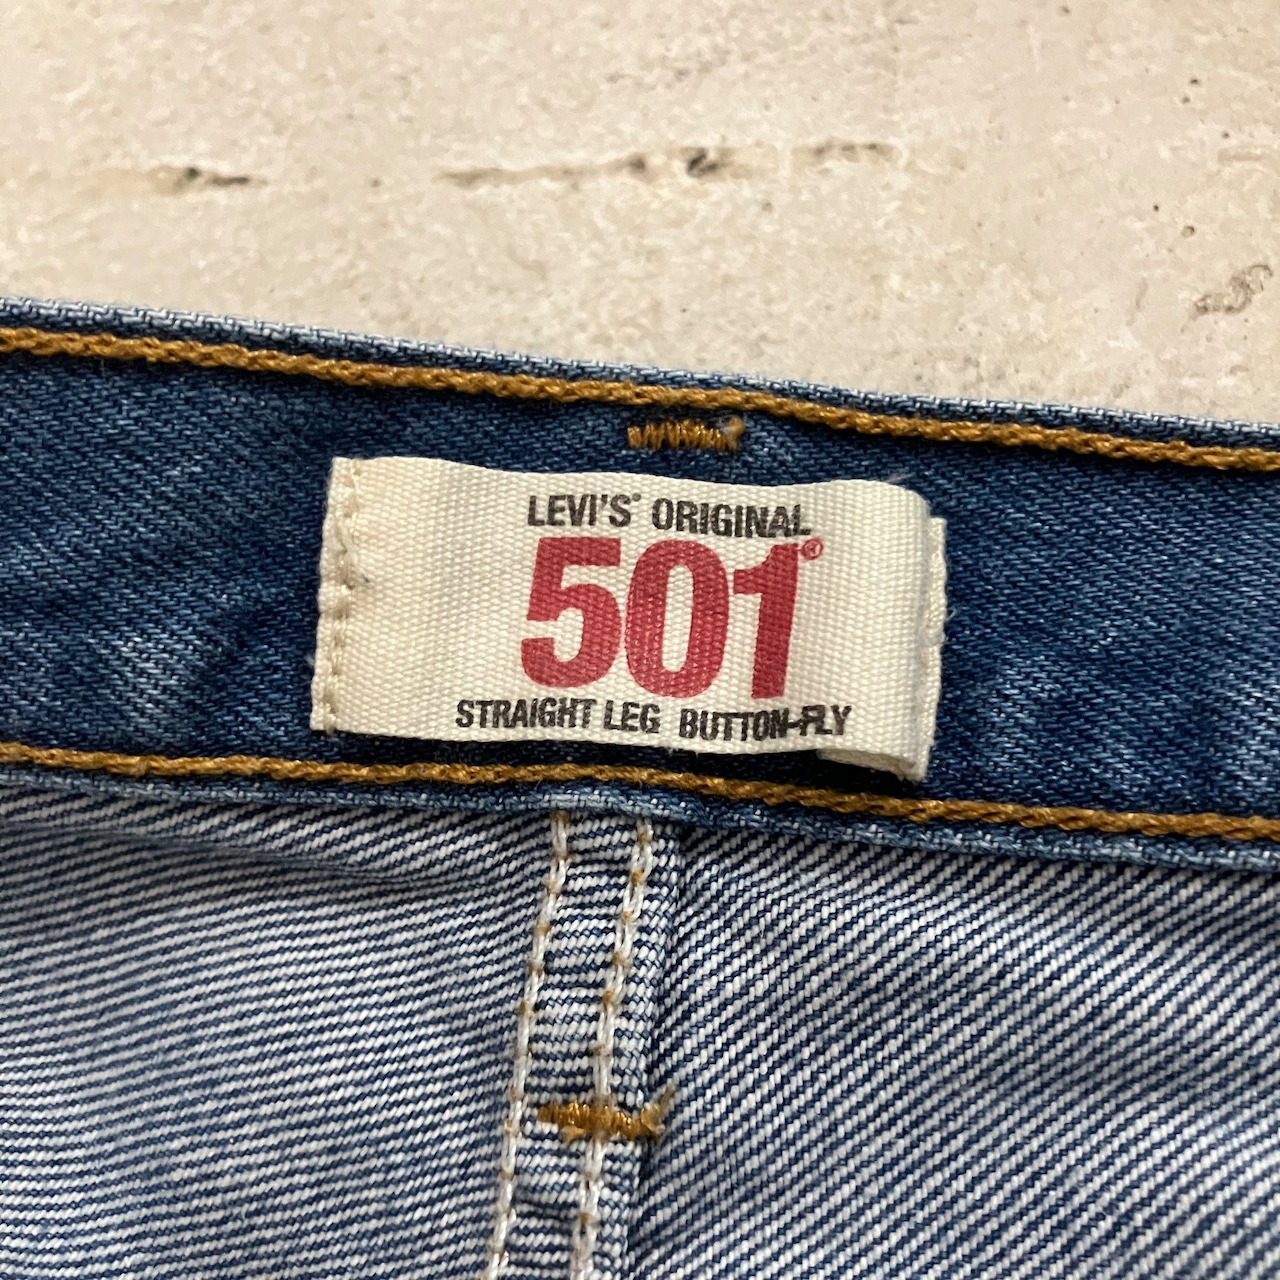 LEVI'S® ORIGINAL
501®
STRAIGHT LEG BUTTON-FLY